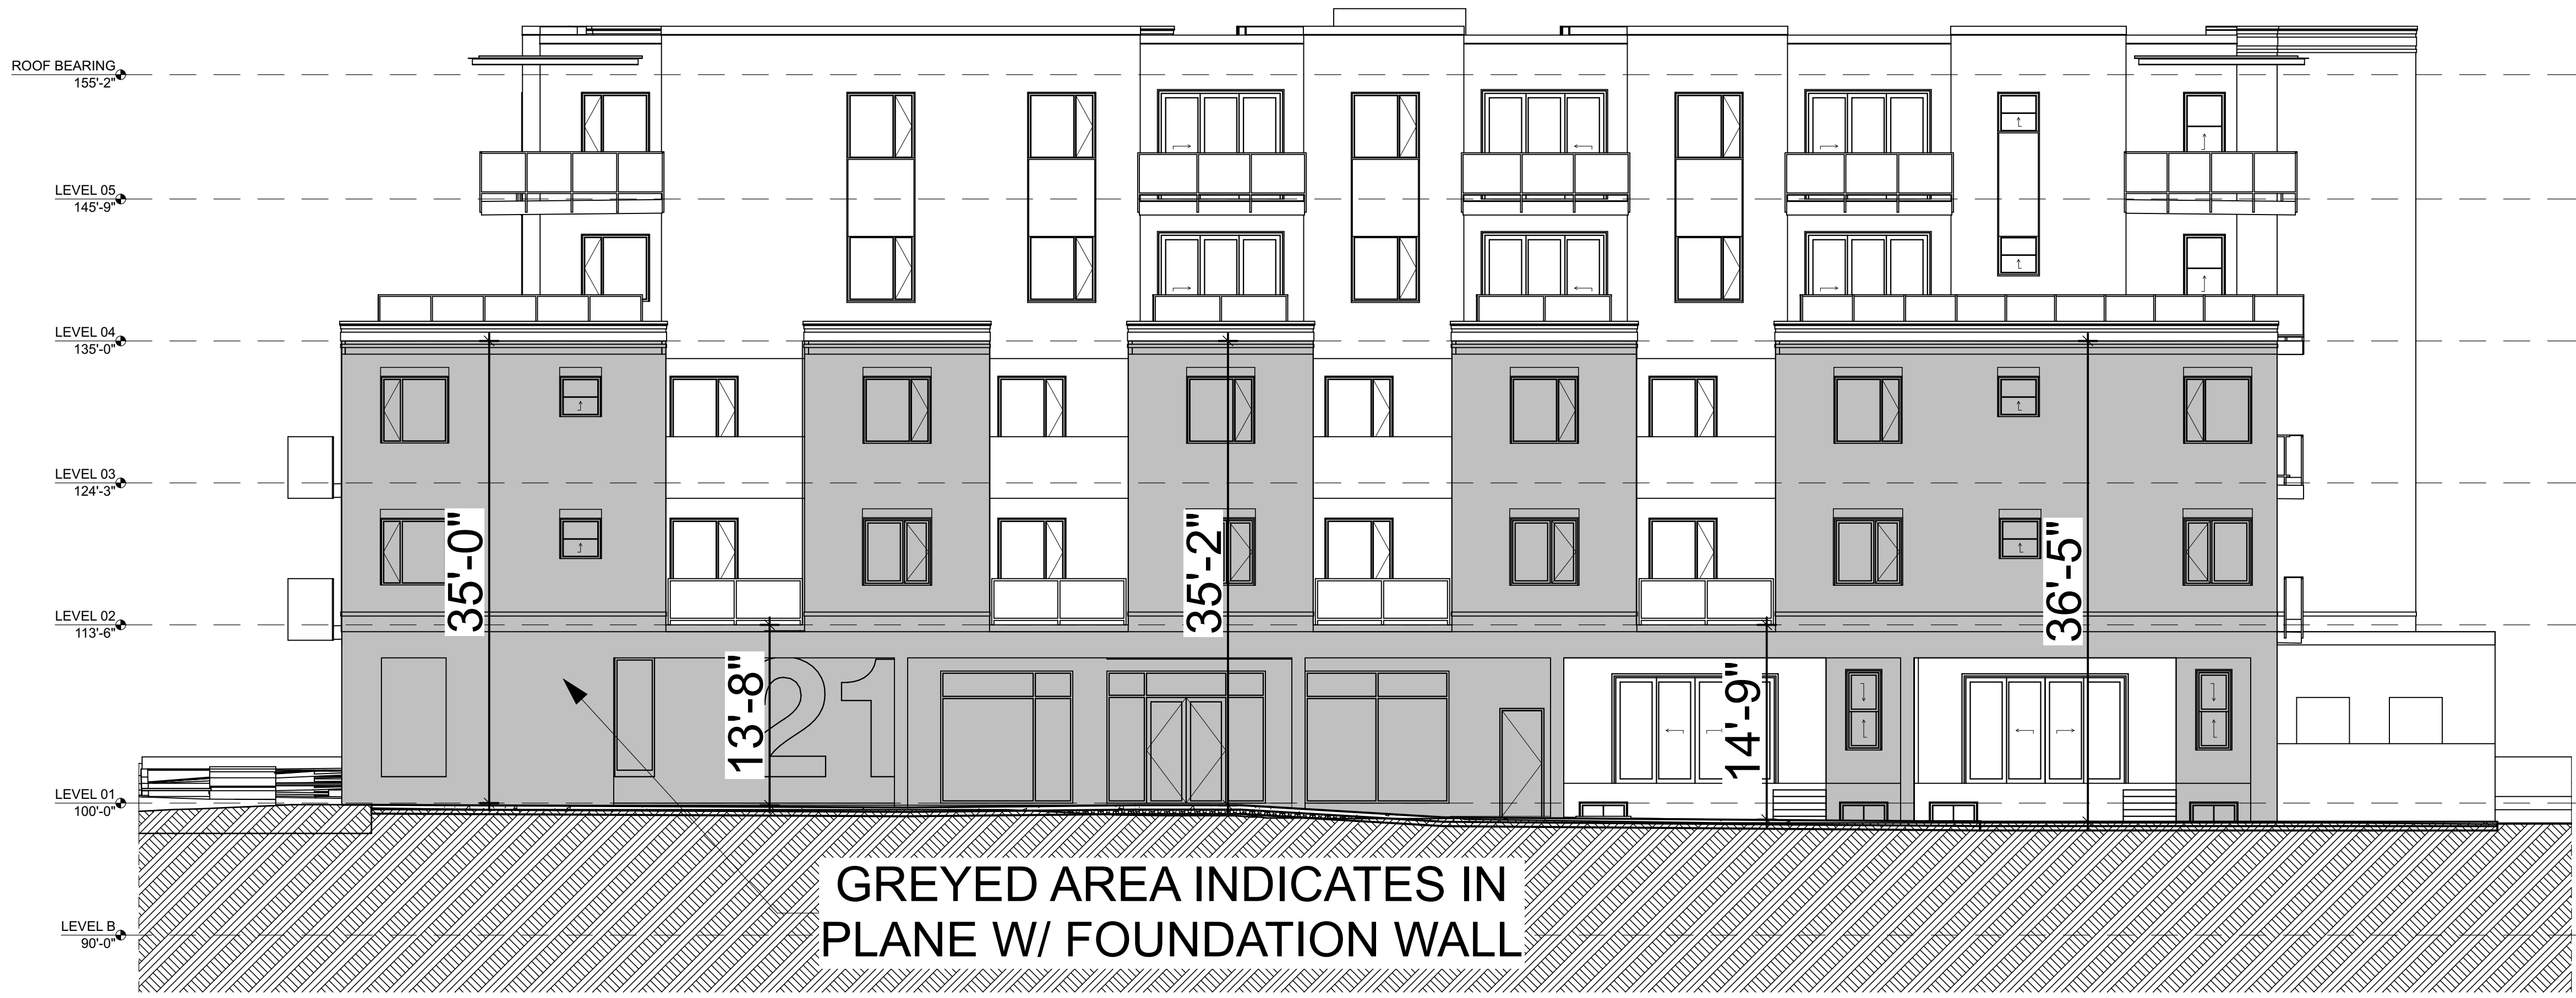 ROOF BEARING
155'-2"
LEVEL 05
145'-9"
LEVEL 04
135'-0"
LEVEL 03
124'-3"
LEVEL 02
113'-6"
LEVEL 01
100'-0"
LEVEL B
90'-0"
35'-0"
13'-8"
21
35'-2"
14'-9"
36'-5"
GREYED AREA INDICATES IN
PLANE W/ FOUNDATION WALL